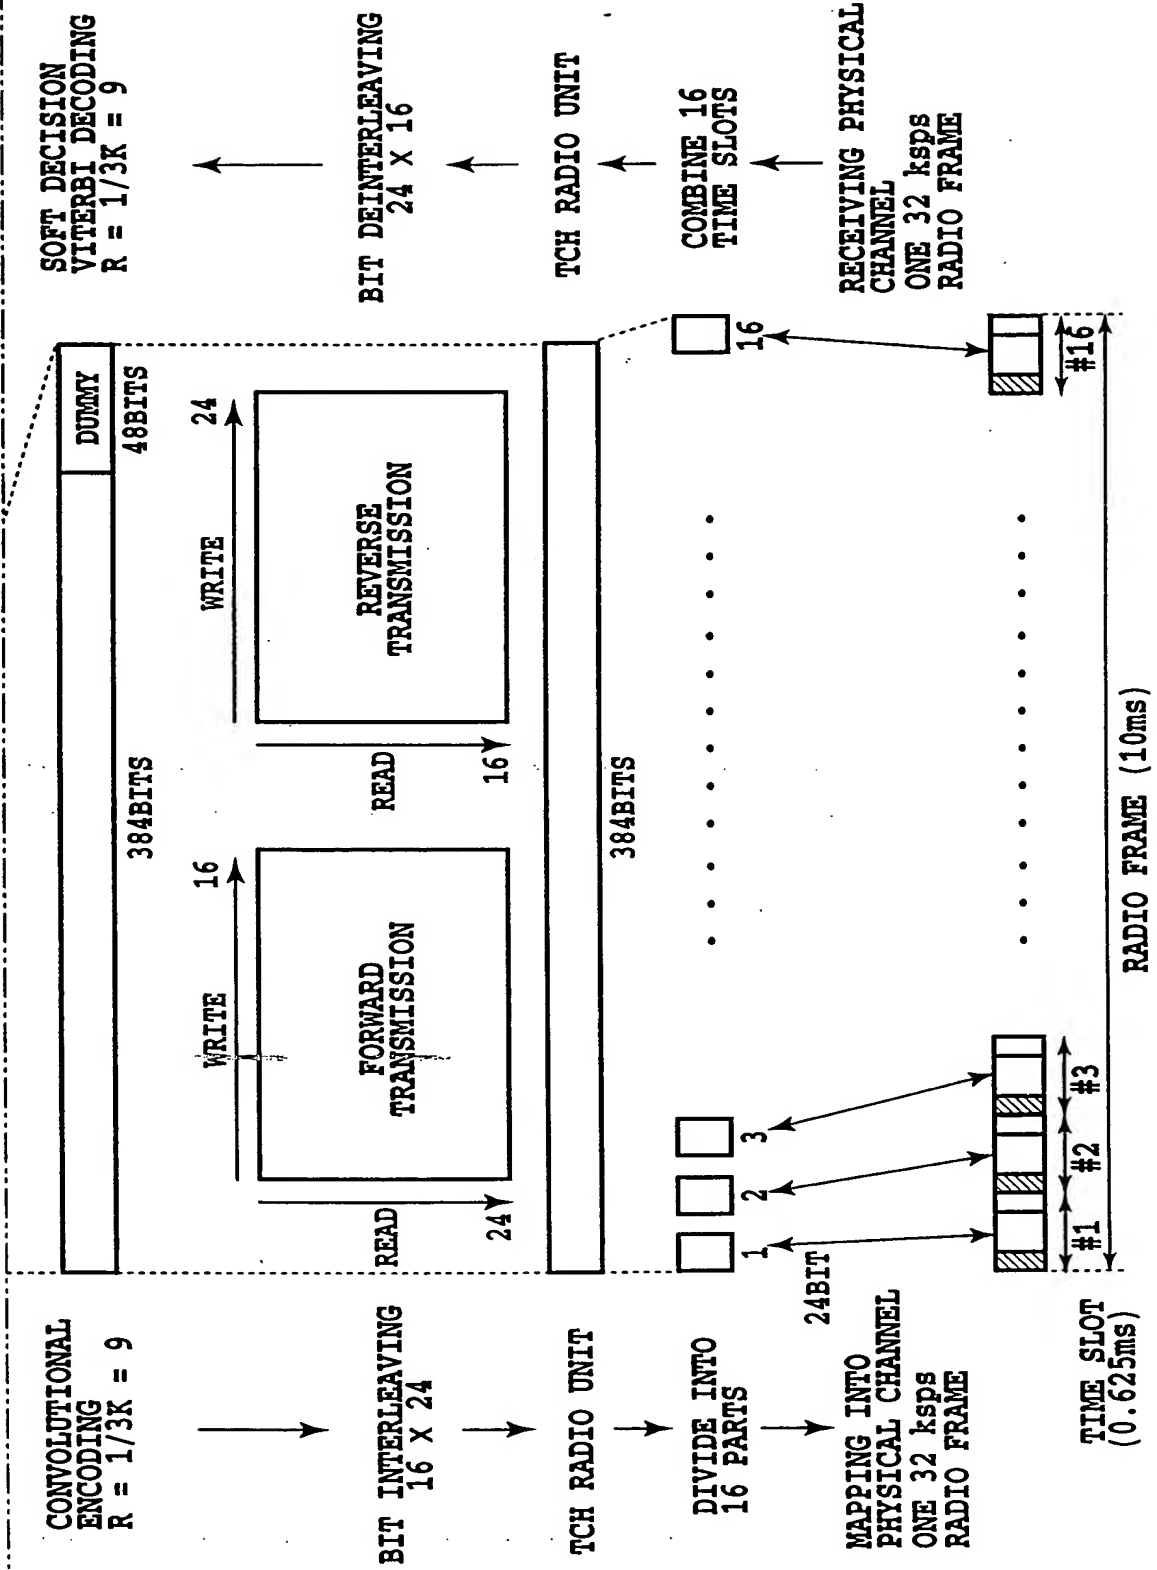 CONVOLUTIONAL
ENCODING
R = 1/3K = 9
BIT INTERLEAVING
16 X 24
TCH RADIO UNIT
DIVIDE INTO
16 PARTS
MAPPING INTO
PHYSICAL CHANNEL
ONE 32 ksps
RADIO FRAME
TIME SLOT
(0.625ms)
384BITS
DUMMY
48BITS
WRITE
16
READ
24
FORWARD
TRANSMISSION
WRITE
24
READ
16
REVERSE
TRANSMISSION
384BITS
24BIT
1
2
3
16
#1
#2
#3
#16
RADIO FRAME (10ms)
SOFT DECISION
VITERBI DECODING
R = 1/3K = 9
BIT DEINTERLEAVING
24 X 16
TCH RADIO UNIT
COMBINE 16
TIME SLOTS
RECEIVING PHYSICAL
CHANNEL
ONE 32 ksps
RADIO FRAME